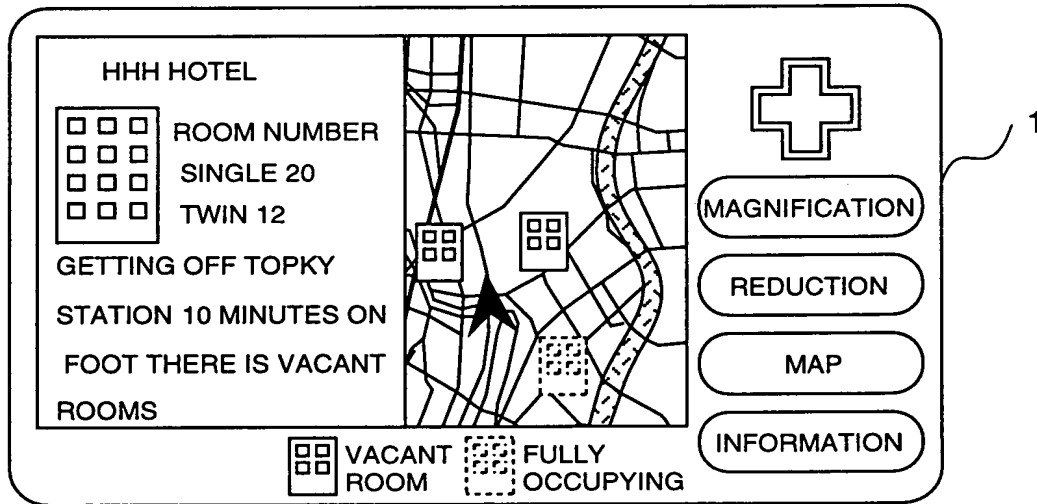 HHH HOTEL
ROOM NUMBER
SINGLE 20
TWIN 12
GETTING OFF TOPKY
STATION 10 MINUTES ON
FOOT THERE IS VACANT
ROOMS
MAGNIFICATION
REDUCTION
MAP
INFORMATION
VACANT
ROOM
FULLY
OCCUPYING
1